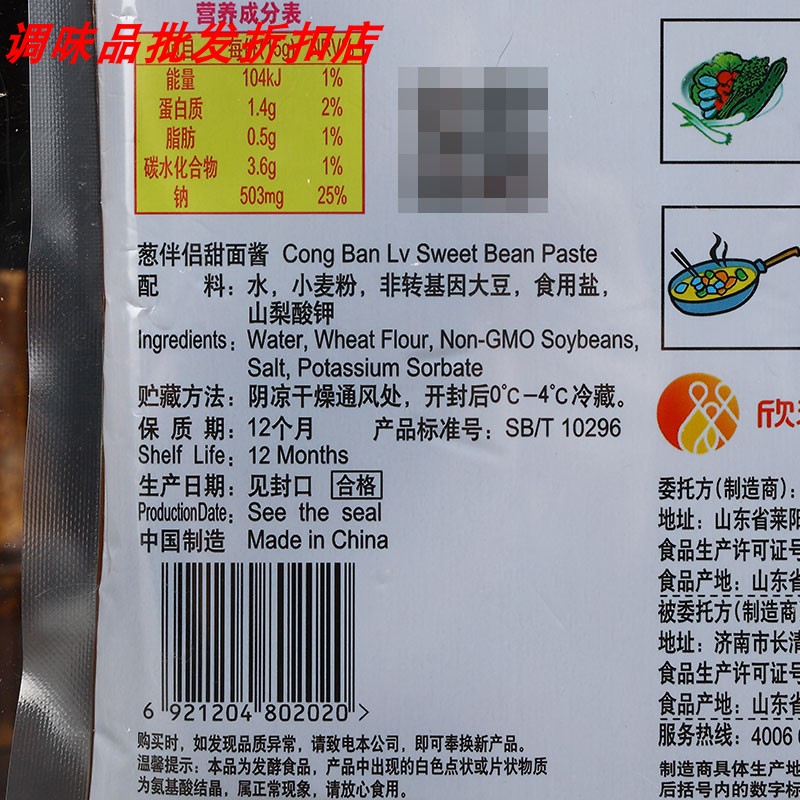 营养成分表
调味品批发折扣店
能量 104kJ 1%
蛋白质 1.4g 2%
脂肪 0.5g 1%
碳水化合物 3.6g 1%
钠 503mg 25%
葱伴侣甜面酱 Cong Ban Lv Sweet Bean Paste
配 料：水，小麦粉，非转基因大豆，食用盐，
山梨酸钾
Ingredients：Water, Wheat Flour, Non-GMO Soybeans,
Salt, Potassium Sorbate
贮藏方法：阴凉干燥通风处，开封后0℃-4℃冷藏。
保 质 期：12个月 产品标准号：SB/T 10296
Shelf Life：12 Months
生产日期：见封口 合格
ProductionDate：See the seal
中国制造 Made in China
6 921204 802020 >
购买时，如发现品质异常，请致电本公司，即可奉换新产品。
温馨提示：本品为发酵食品，产品中出现的白色点状或片状物质
为氨基酸结晶，属正常现象，请放心食用。
欣
委托方(制造商)：
地址：山东省莱阳
食品生产许可证号
食品产地：山东省
被委托方(制造商
地址：济南市长清
食品生产许可证号
食品产地：山东省
服务热线：4006
制造商具体生产地
后括号内的数字标